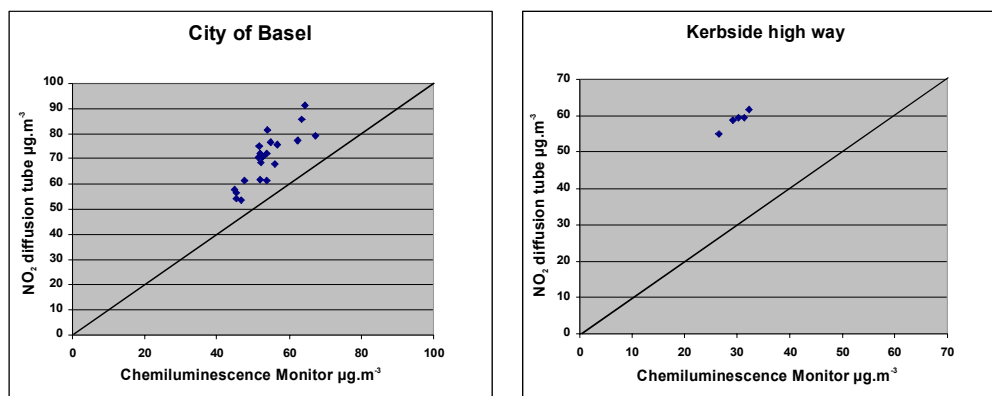 City of Basel
NO₂ diffusion tube µg.m⁻³
100
90
80
70
60
50
40
30
20
10
0
0 20 40 60 80 100
Chemiluminescence Monitor µg.m⁻³
Kerbside high way
NO₂ diffusion tube µg.m⁻³
70
60
50
40
30
20
10
0
0 10 20 30 40 50 60 70
Chemiluminescence Monitor µg.m⁻³